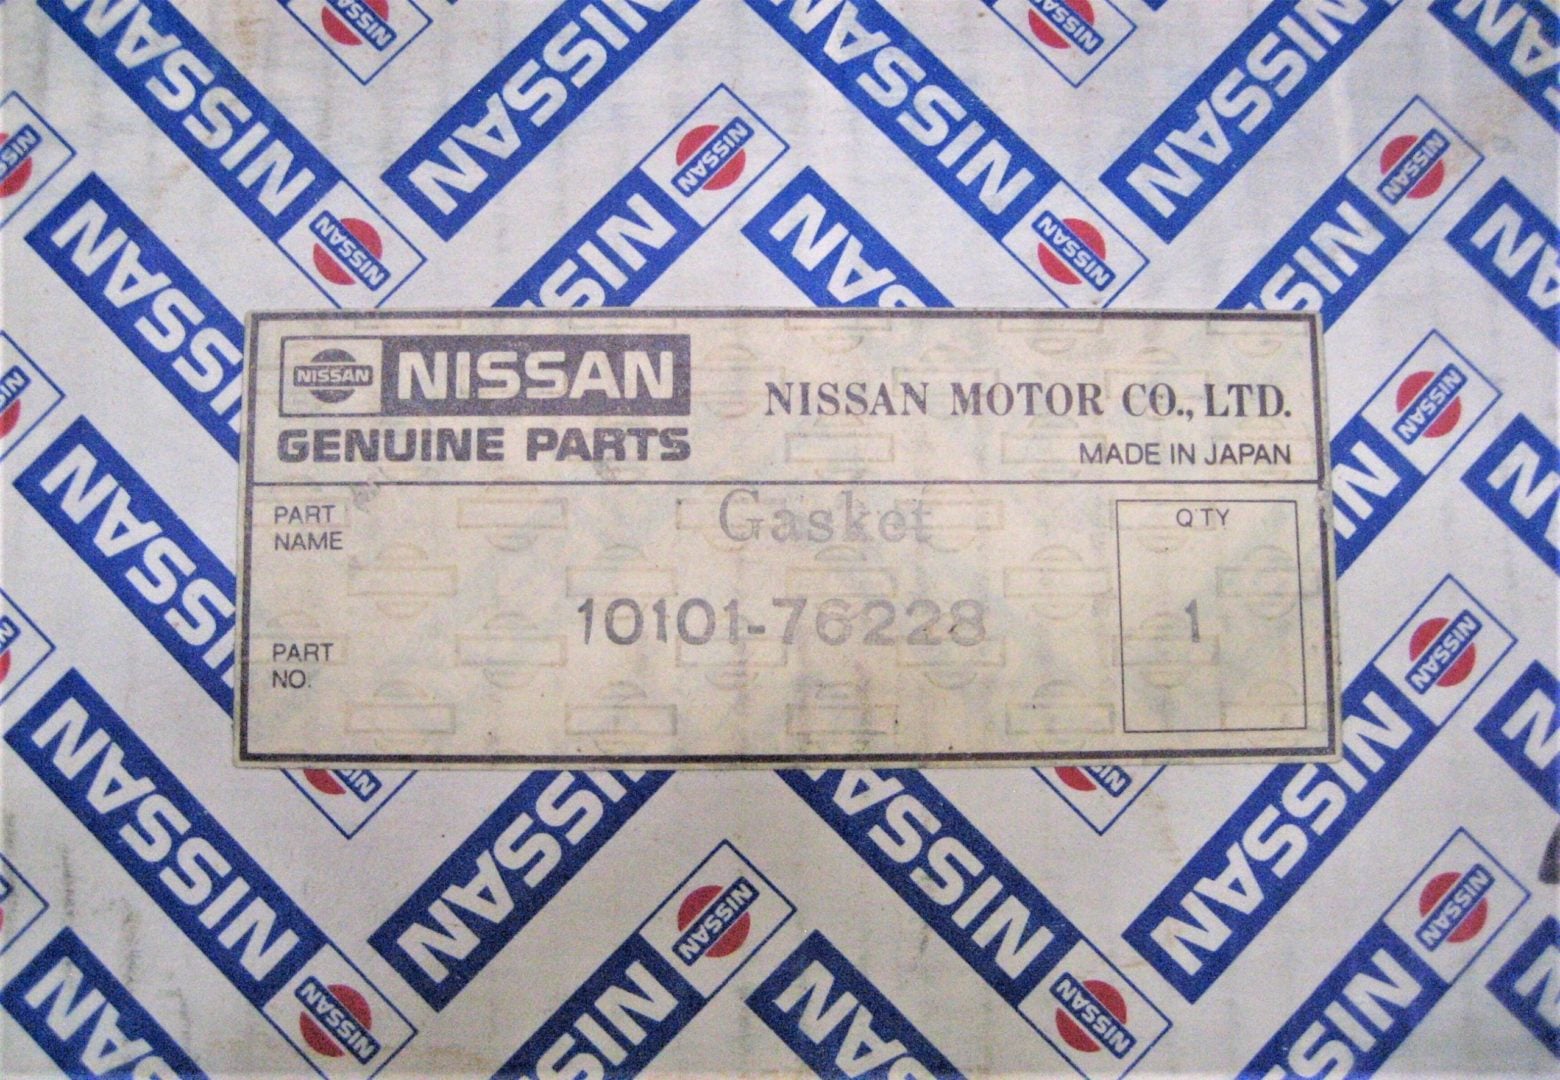 NISSAN NISSAN
GENUINE PARTS
NISSAN MOTOR CO., LTD.
MADE IN JAPAN
PART NAME
Gasket
Q'TY
10101-76228
1
PART NO.